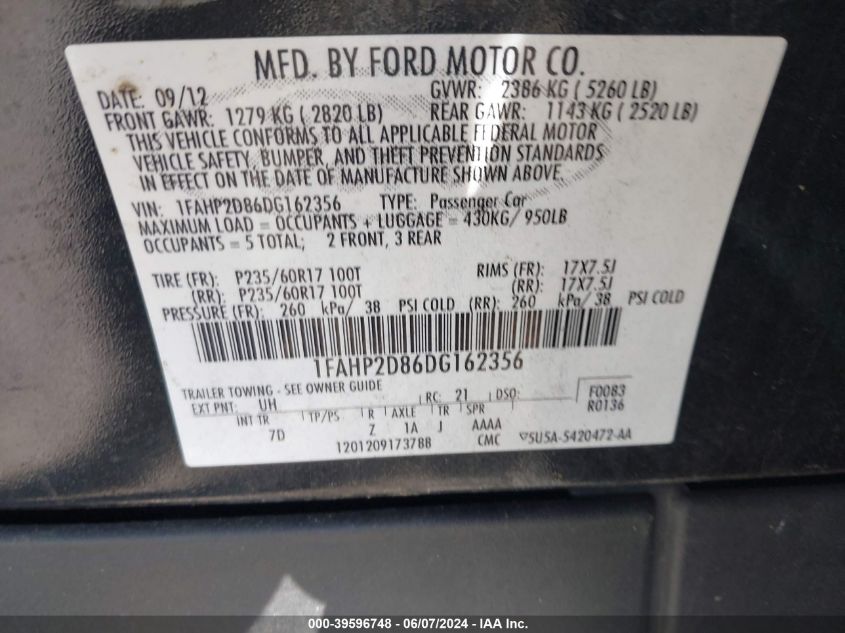 MFD. BY FORD MOTOR CO.
DATE: 09/12 GVWR: 2386 KG ( 5260 LB)
FRONT GAWR: 1279 KG ( 2820 LB) REAR GAWR: 1143 KG ( 2520 LB)
THIS VEHICLE CONFORMS TO ALL APPLICABLE FEDERAL MOTOR
VEHICLE SAFETY, BUMPER, AND THEFT PREVENTION STANDARDS
IN EFFECT ON THE DATE OF MANUFACTURE SHOWN ABOVE.
VIN: 1FAHP2D86DG162356 TYPE: Passenger Car
MAXIMUM LOAD = OCCUPANTS + LUGGAGE = 430KG/ 950LB
OCCUPANTS = 5 TOTAL; 2 FRONT, 3 REAR
TIRE (FR): P235/60R17 100T RIMS (FR): 17X7.5J
(RR): P235/60R17 100T (RR): 17X7.5J
PRESSURE (FR): 260 kPa/ 38 PSI COLD (RR): 260 kPa/ 38 PSI COLD
1FAHP2D86DG162356
TRAILER TOWING - SEE OWNER GUIDE
EXT PNT: UH RC: 21 DSO: F0083
INT TR TP/PS R AXLE TR SPR R0136
7D Z 1A J AAAA
1201209173788 CMC 5U5A-5420472-AA
000-39596748 - 06/07/2024 - IAAI.com